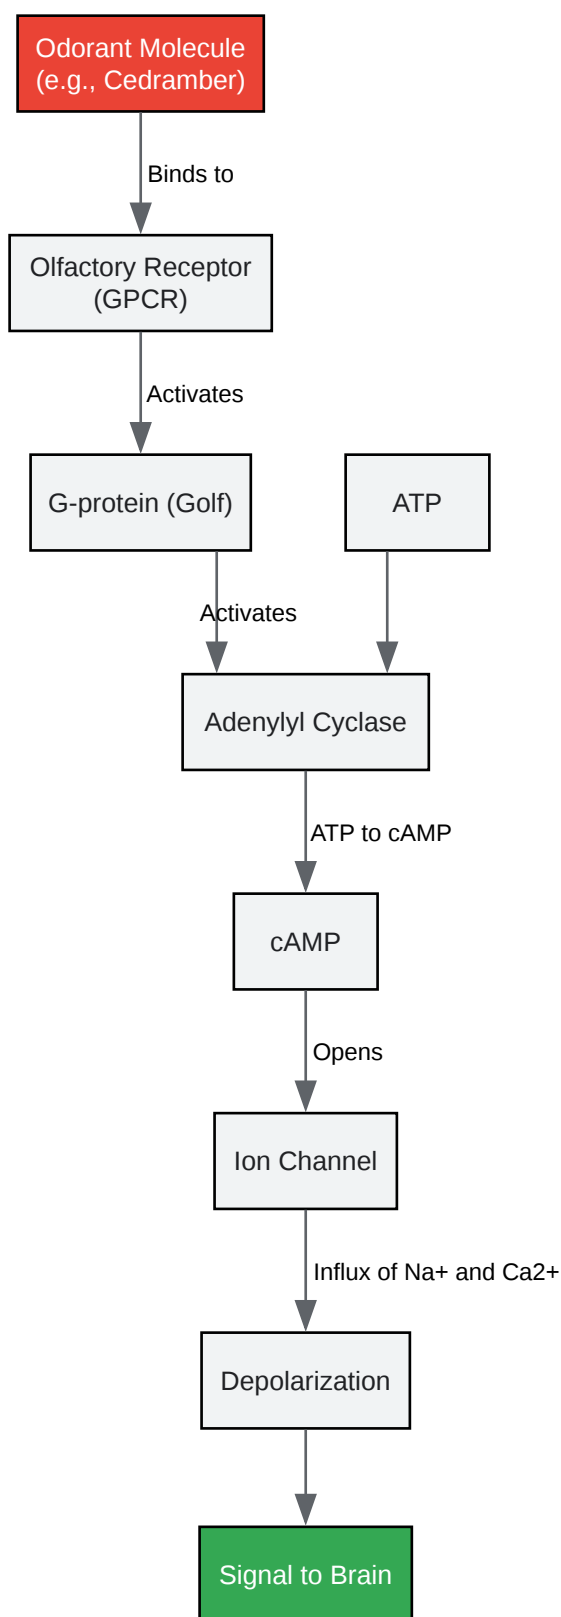 Odorant Molecule
(e.g., Cedramber)
Binds to
Olfactory Receptor
(GPCR)
Activates
G-protein (Golf)
ATP
Activates
Adenylyl Cyclase
ATP to cAMP
cAMP
Opens
Ion Channel
Influx of Na+ and Ca2+
Depolarization
Signal to Brain